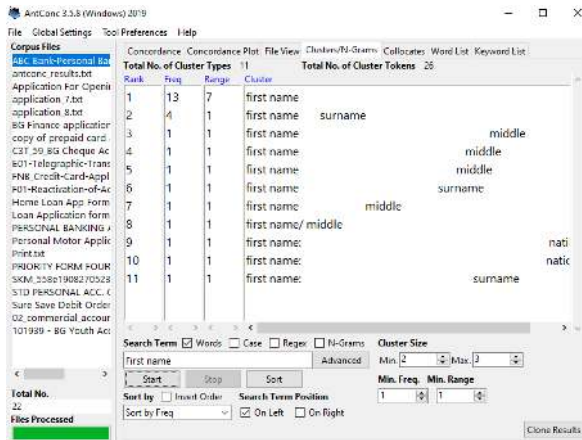 AntConc 3.5.8 (Windows) 2019
File Global Settings Tool Preferences Help
Corpus Files
ABC Bank-Personal Bar
antconc_results.txt
Application For Openir
application_7.txt
application_8.txt
BG Finance application
copy of prepaid card
C3T_59_BG Cheque Ac
E01-Telegraphic-Trans
FNB_Credit-Card-Appl
F01-Reactivation-of-Ac
Home Loan App Form
Loan Application form
PERSONAL BANKING A
Personal Motor Applic
Print.txt
PRIORITY FORM FOUR
SKM_558e1908270523
STD PERSONAL ACC. C
Sure Save Debit Order
02_commercial_accour
101939 - BG Youth Acc
Total No.
22
Files Processed
Concordance Concordance Plot File View Clusters/N-Grams Collocates Word List Keyword List
Total No. of Cluster Types 11 Total No. of Cluster Tokens 26
Rank Freq Range Cluster
1 13 7 first name
2 4 1 first name surname
3 1 1 first name middle
4 1 1 first name middle
5 1 1 first name middle
6 1 1 first name surname
7 1 1 first name middle
8 1 1 first name/ middle
9 1 1 first name: nati
10 1 1 first name: natic
11 1 1 first name: surname
Search Term Words Case Regex N-Grams Cluster Size
First name Advanced Min. 2 Max. 3
Start Stop Sort Min. Freq. Min. Range
Sort by Invert Order Search Term Position 1 1
Sort by Freq On Left On Right
Clone Results